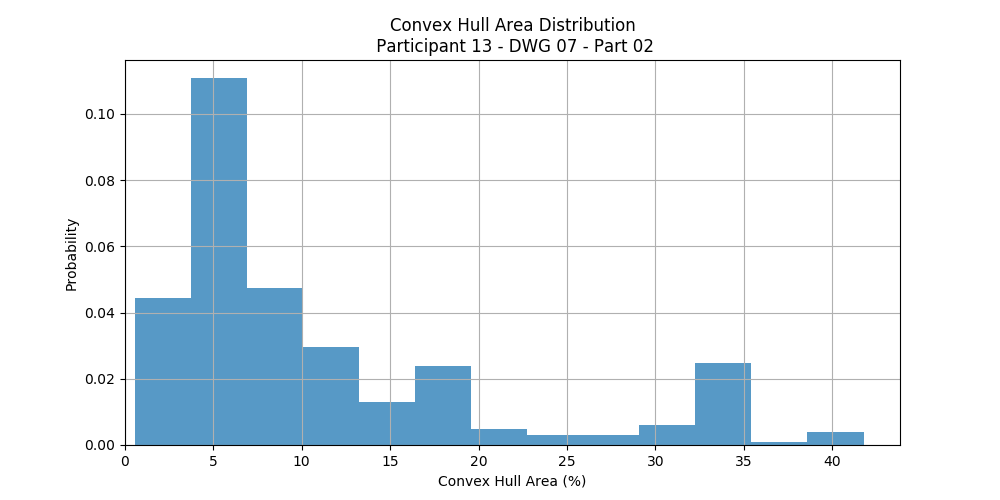 Convex Hull Area Distribution
Participant 13 - DWG 07 - Part 02
Probability
0.10
0.08
0.06
0.04
0.02
0.00
0 5 10 15 20 25 30 35 40
Convex Hull Area (%)